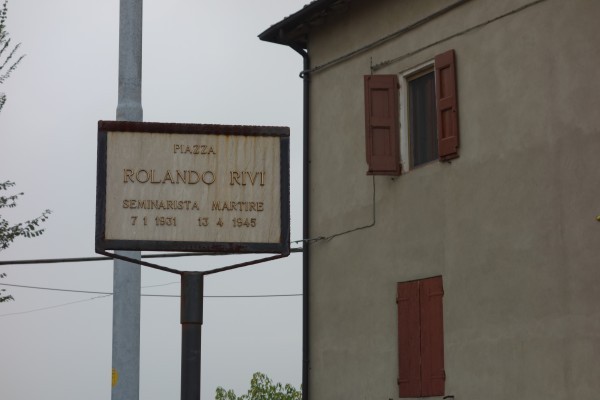 PIAZZA
ROLANDO RIVI
SEMINARISTA MARTIRE
7 1 1931 13 4 1945